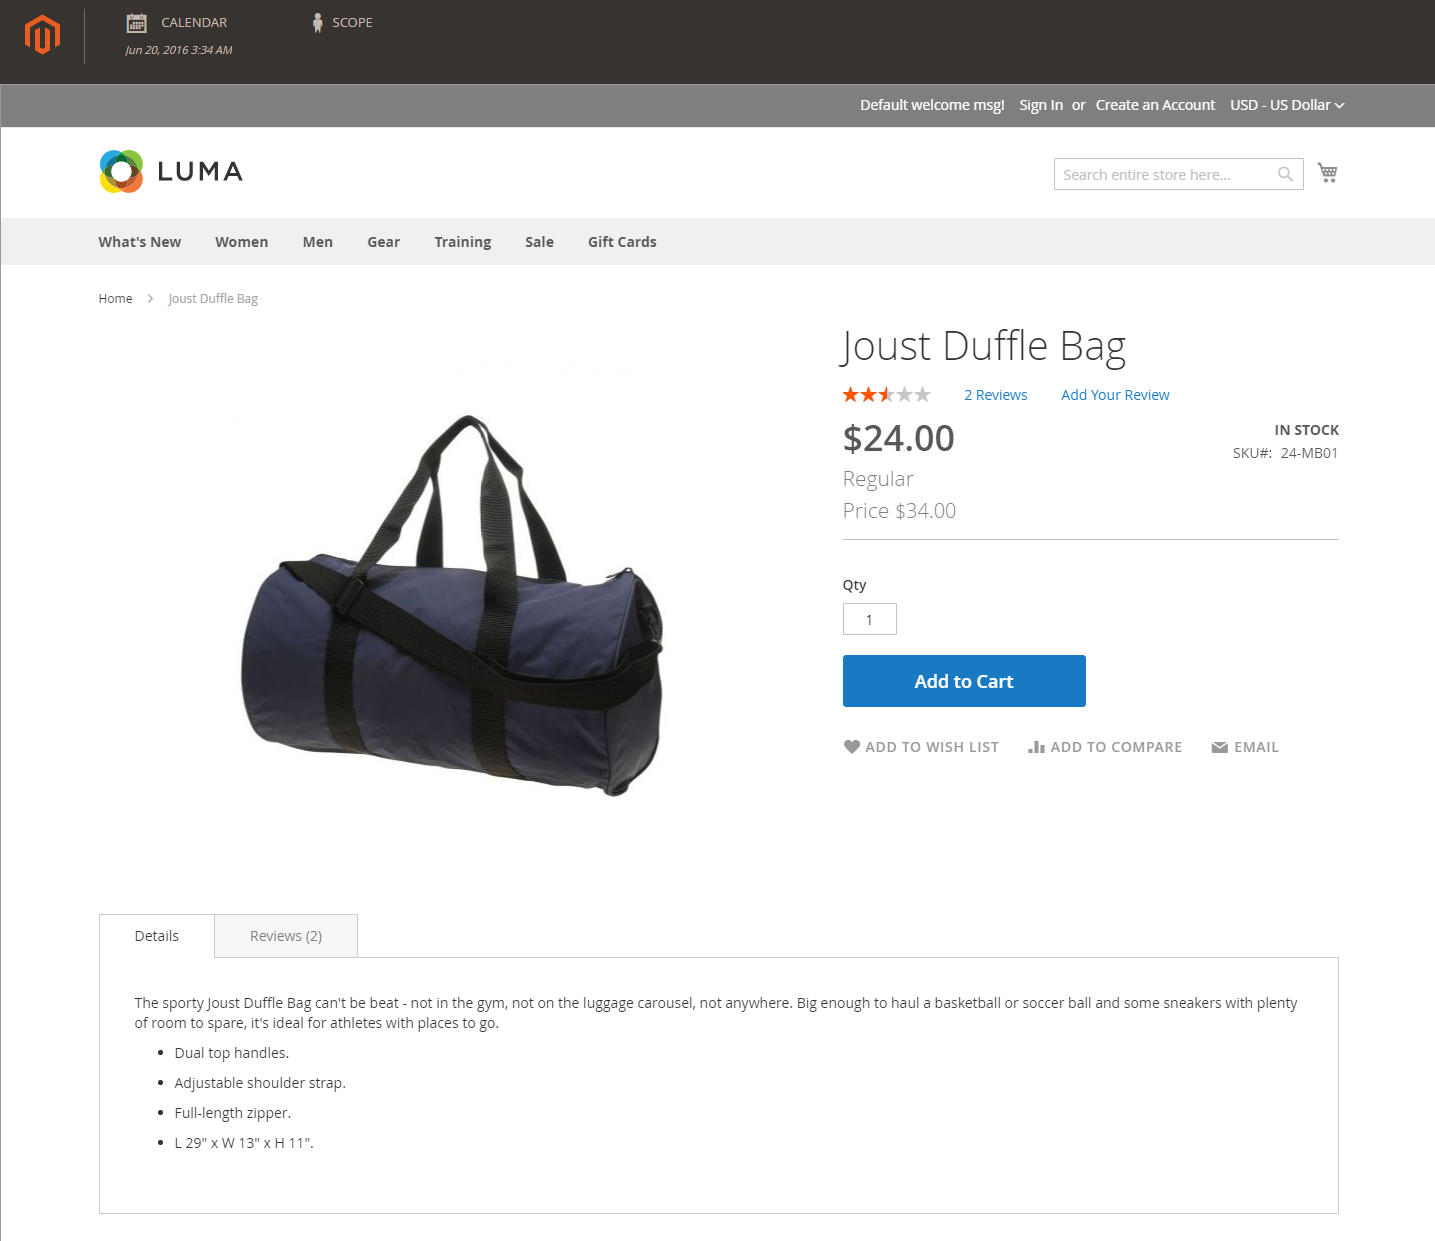 CALENDAR
SCOPE
Jun 20, 2016 3:34 AM
Default welcome msg! Sign In or Create an Account USD - US Dollar
LUMA
Search entire store here...
What's New Women Men Gear Training Sale Gift Cards
Home Joust Duffle Bag
Joust Duffle Bag
2 Reviews Add Your Review
$24.00
IN STOCK
SKU#: 24-MB01
Regular
Price $34.00
Qty
1
Add to Cart
ADD TO WISH LIST ADD TO COMPARE EMAIL
Details Reviews (2)
The sporty Joust Duffle Bag can't be beat - not in the gym, not on the luggage carousel, not anywhere. Big enough to haul a basketball or soccer ball and some sneakers with plenty
of room to spare, it's ideal for athletes with places to go.
• Dual top handles.
• Adjustable shoulder strap.
• Full-length zipper.
• L 29" x W 13" x H 11".